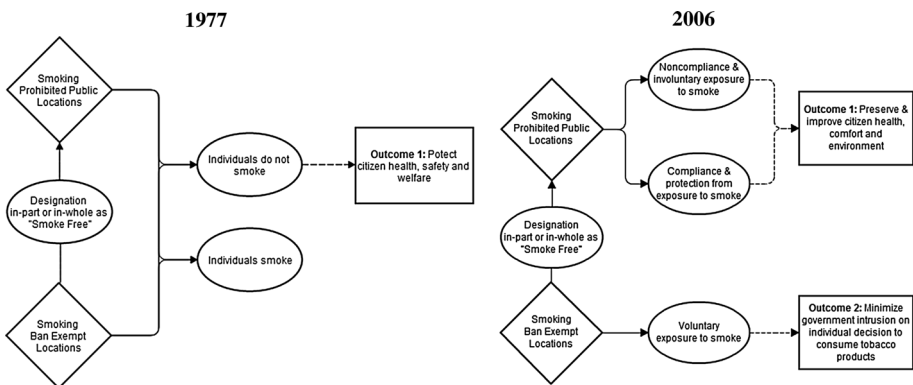 1977
Smoking
Prohibited Public
Locations
Individuals do not
smoke
Outcome 1: Potect
citizen health, safety and
welfare
Designation
in-part or in-whole as
"Smoke Free"
Individuals smoke
Smoking
Ban Exempt
Locations
2006
Noncompliance &
involuntary exposure
to smoke
Smoking
Prohibited Public
Locations
Outcome 1: Preserve &
improve citizen health,
comfort and
environment
Compliance &
protection from
exposure to smoke
Designation
in-part or in-whole as
"Smoke Free"
Smoking
Ban Exempt
Locations
Voluntary
exposure to smoke
Outcome 2: Minimize
government intrusion on
individual decision to
consume tobacco
products